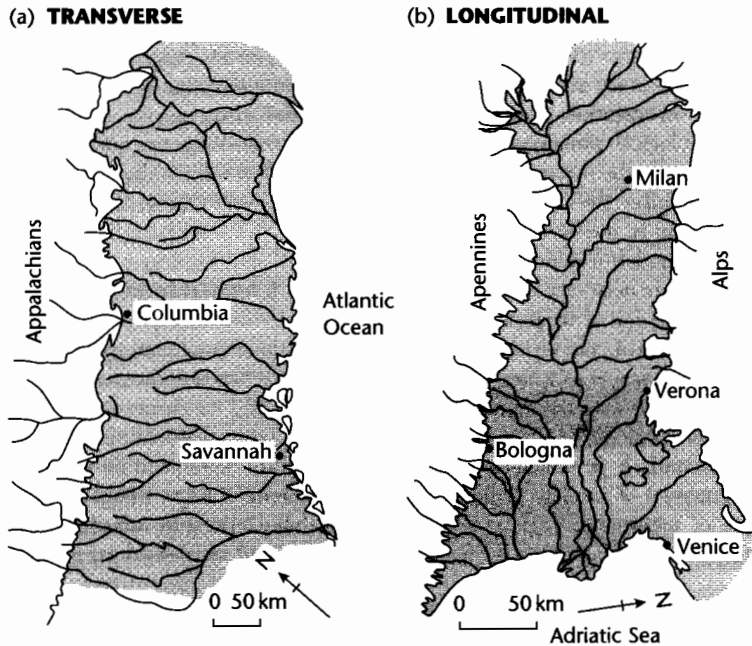 (a) TRANSVERSE
Appalachians
Columbia
Atlantic
Ocean
Savannah
N
0 50 km
(b) LONGITUDINAL
Milan
Apennines
Alps
Verona
Bologna
Venice
0 50 km
N
Adriatic Sea